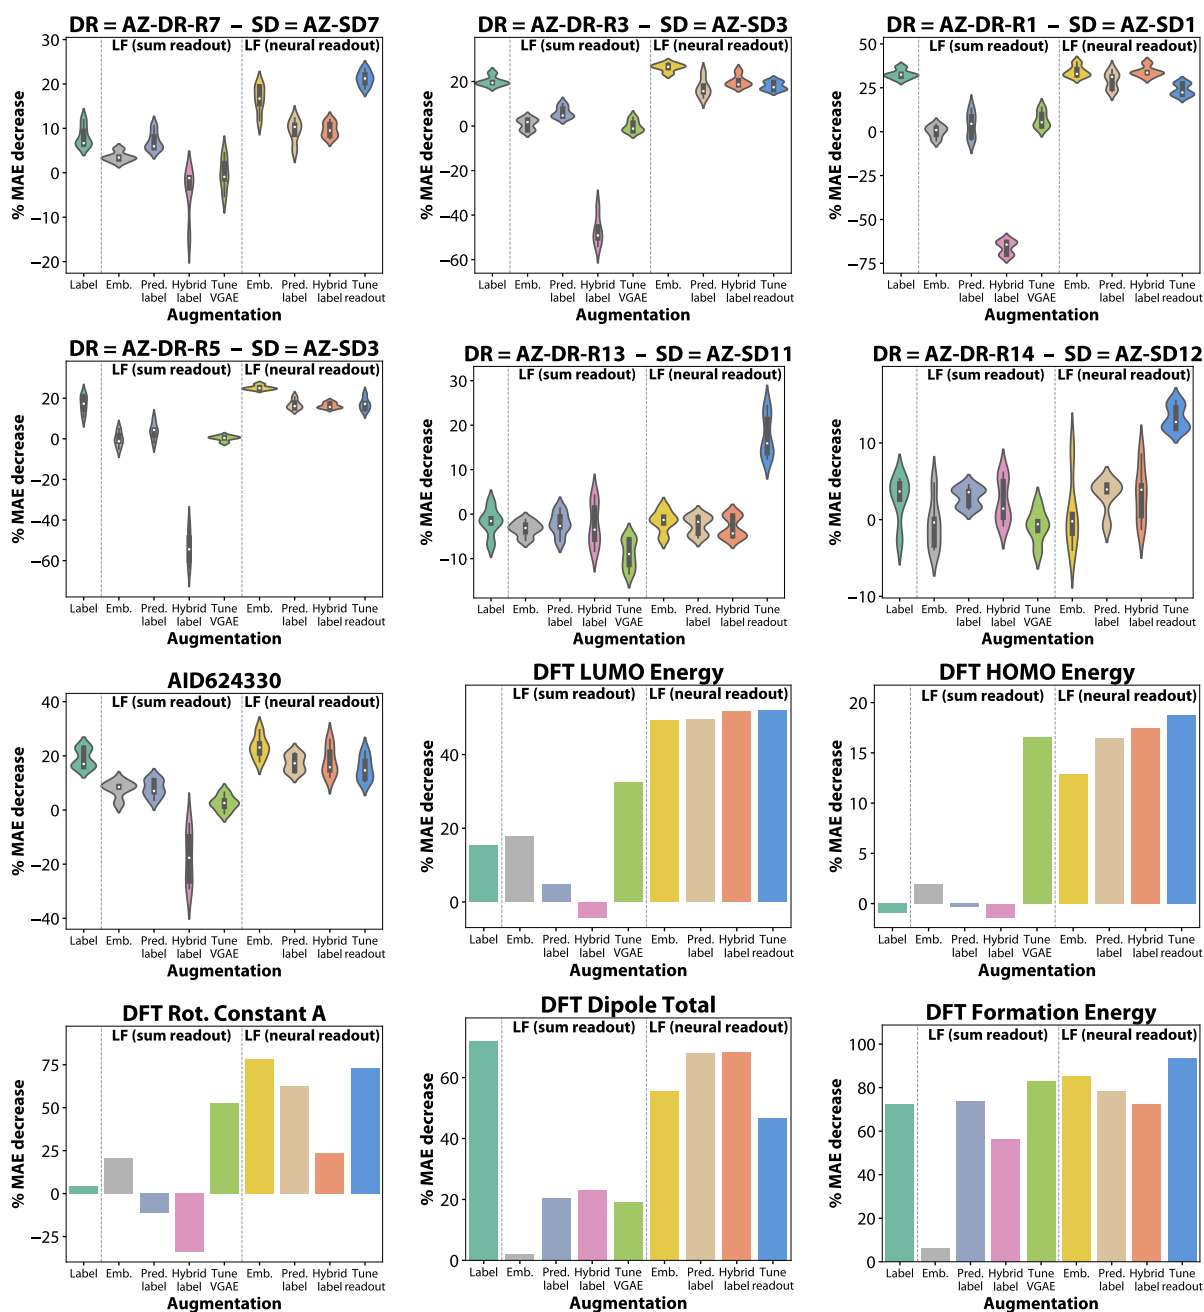 DR = AZ-DR-R7 – SD = AZ-SD7
LF (sum readout) LF (neural readout)
% MAE decrease
30
20
10
0
−10
−20
Label Emb. Pred. label Hybrid label Tune VGAE Emb. Pred. label Hybrid label Tune readout
Augmentation
DR = AZ-DR-R3 – SD = AZ-SD3
LF (sum readout) LF (neural readout)
% MAE decrease
20
0
−20
−40
−60
Label Emb. Pred. label Hybrid label Tune VGAE Emb. Pred. label Hybrid label Tune readout
Augmentation
DR = AZ-DR-R1 – SD = AZ-SD1
LF (sum readout) LF (neural readout)
% MAE decrease
50
25
0
−25
−50
−75
Label Emb. Pred. label Hybrid label Tune VGAE Emb. Pred. label Hybrid label Tune readout
Augmentation
DR = AZ-DR-R5 – SD = AZ-SD3
LF (sum readout) LF (neural readout)
% MAE decrease
20
0
−20
−40
−60
Label Emb. Pred. label Hybrid label Tune VGAE Emb. Pred. label Hybrid label Tune readout
Augmentation
DR = AZ-DR-R13 – SD = AZ-SD11
LF (sum readout) LF (neural readout)
% MAE decrease
30
20
10
0
−10
Label Emb. Pred. label Hybrid label Tune VGAE Emb. Pred. label Hybrid label Tune readout
Augmentation
DR = AZ-DR-R14 – SD = AZ-SD12
LF (sum readout) LF (neural readout)
% MAE decrease
10
0
−10
Label Emb. Pred. label Hybrid label Tune VGAE Emb. Pred. label Hybrid label Tune readout
Augmentation
AID624330
LF (sum readout) LF (neural readout)
% MAE decrease
40
20
0
−20
−40
Label Emb. Pred. label Hybrid label Tune VGAE Emb. Pred. label Hybrid label Tune readout
Augmentation
DFT LUMO Energy
LF (sum readout) LF (neural readout)
% MAE decrease
40
20
0
Label Emb. Pred. label Hybrid label Tune VGAE Emb. Pred. label Hybrid label Tune readout
Augmentation
DFT HOMO Energy
LF (sum readout) LF (neural readout)
% MAE decrease
20
15
10
5
0
Label Emb. Pred. label Hybrid label Tune VGAE Emb. Pred. label Hybrid label Tune readout
Augmentation
DFT Rot. Constant A
LF (sum readout) LF (neural readout)
% MAE decrease
75
50
25
0
−25
Label Emb. Pred. label Hybrid label Tune VGAE Emb. Pred. label Hybrid label Tune readout
Augmentation
DFT Dipole Total
LF (sum readout) LF (neural readout)
% MAE decrease
60
40
20
0
Label Emb. Pred. label Hybrid label Tune VGAE Emb. Pred. label Hybrid label Tune readout
Augmentation
DFT Formation Energy
LF (sum readout) LF (neural readout)
% MAE decrease
100
80
60
40
20
0
Label Emb. Pred. label Hybrid label Tune VGAE Emb. Pred. label Hybrid label Tune readout
Augmentation